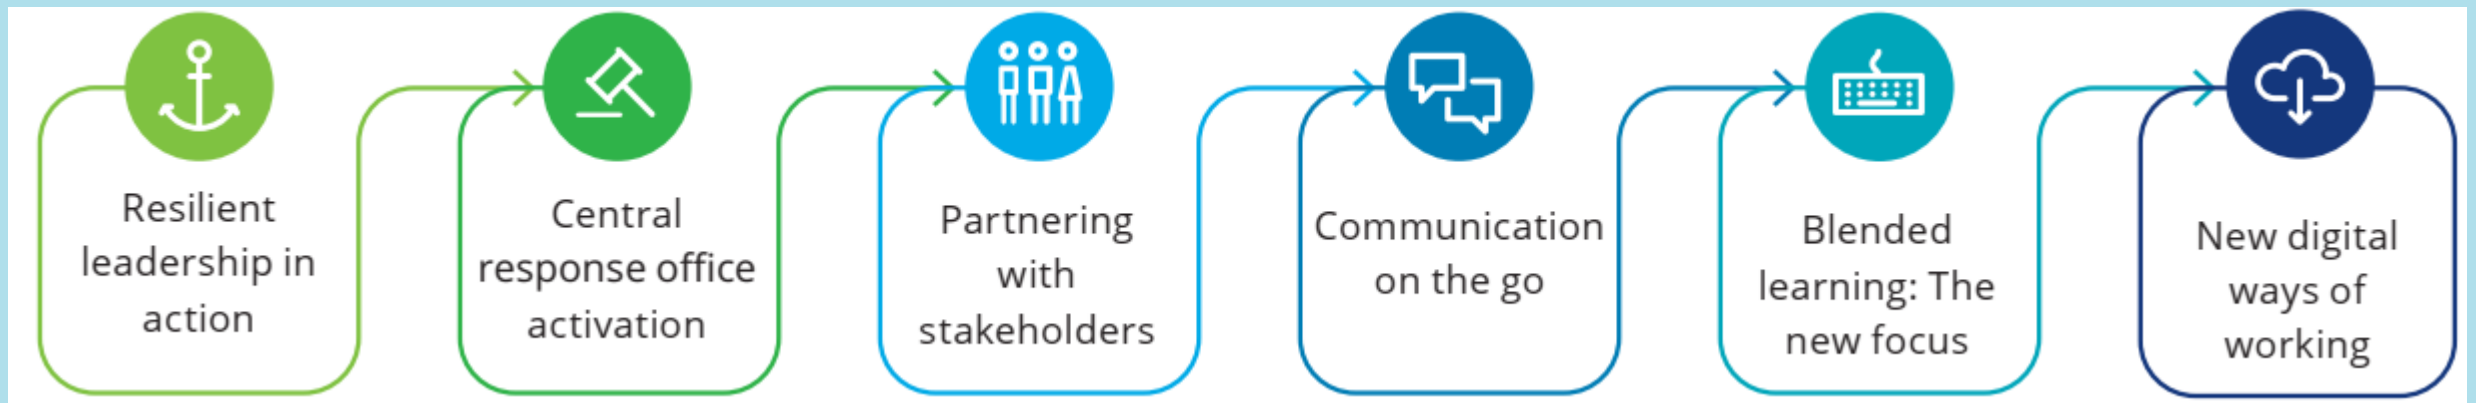 Resilient
leadership in
action
Central
response office
activation
Partnering
with
stakeholders
Communication
on the go
Blended
learning: The
new focus
New digital
ways of
working